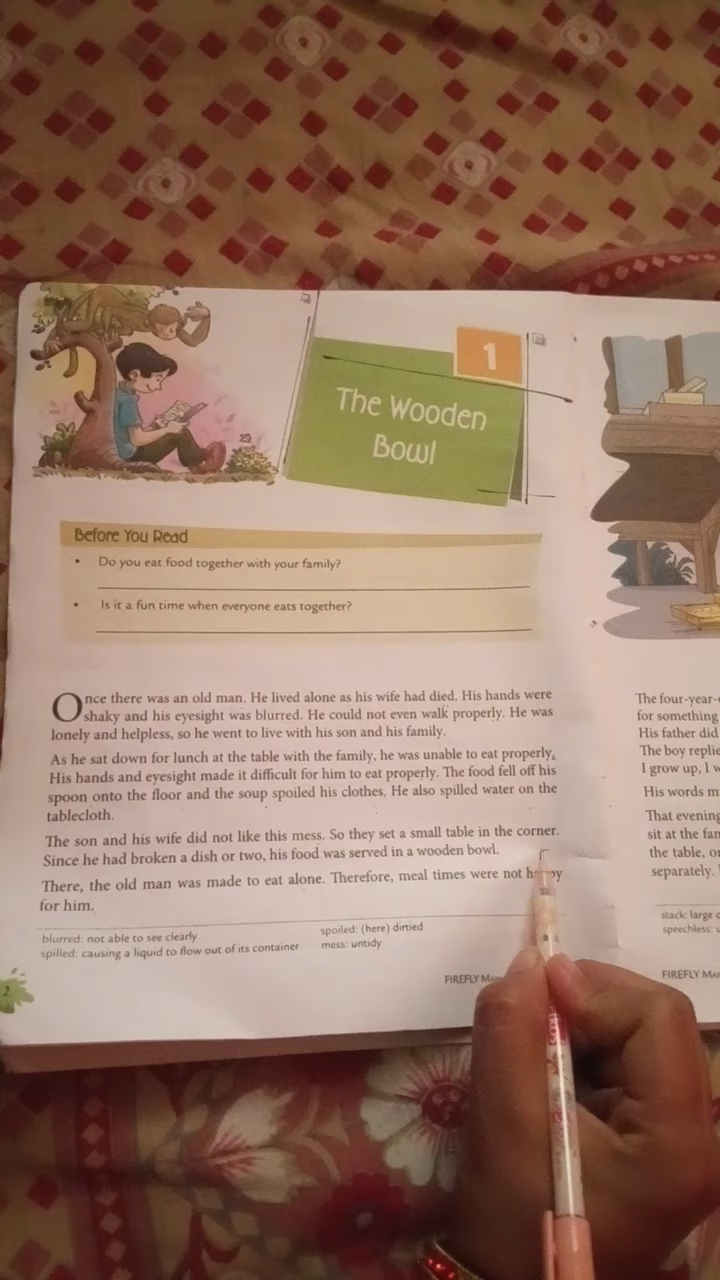 1
The Wooden
Bowl
Before You Read
• Do you eat food together with your family?
• Is it a fun time when everyone eats together?
Once there was an old man. He lived alone as his wife had died. His hands were
shaky and his eyesight was blurred. He could not even walk properly. He was
lonely and helpless, so he went to live with his son and his family.
As he sat down for lunch at the table with the family, he was unable to eat properly.
His hands and eyesight made it difficult for him to eat properly. The food fell off his
spoon onto the floor and the soup spoiled his clothes. He also spilled water on the
tablecloth.
The son and his wife did not like this mess. So they set a small table in the corner.
Since he had broken a dish or two, his food was served in a wooden bowl.
There, the old man was made to eat alone. Therefore, meal times were not
for him.
blurred: not able to see clearly
spilled: causing a liquid to flow out of its container
spoiled: (here) dirtied
mess: untidy
2
FIREFLY
The four-year-
for something
His father did
The boy
I grow up, I
His words
That evening
sit at the
the table,
separately.
stack: large
speechless:
FIREFLY